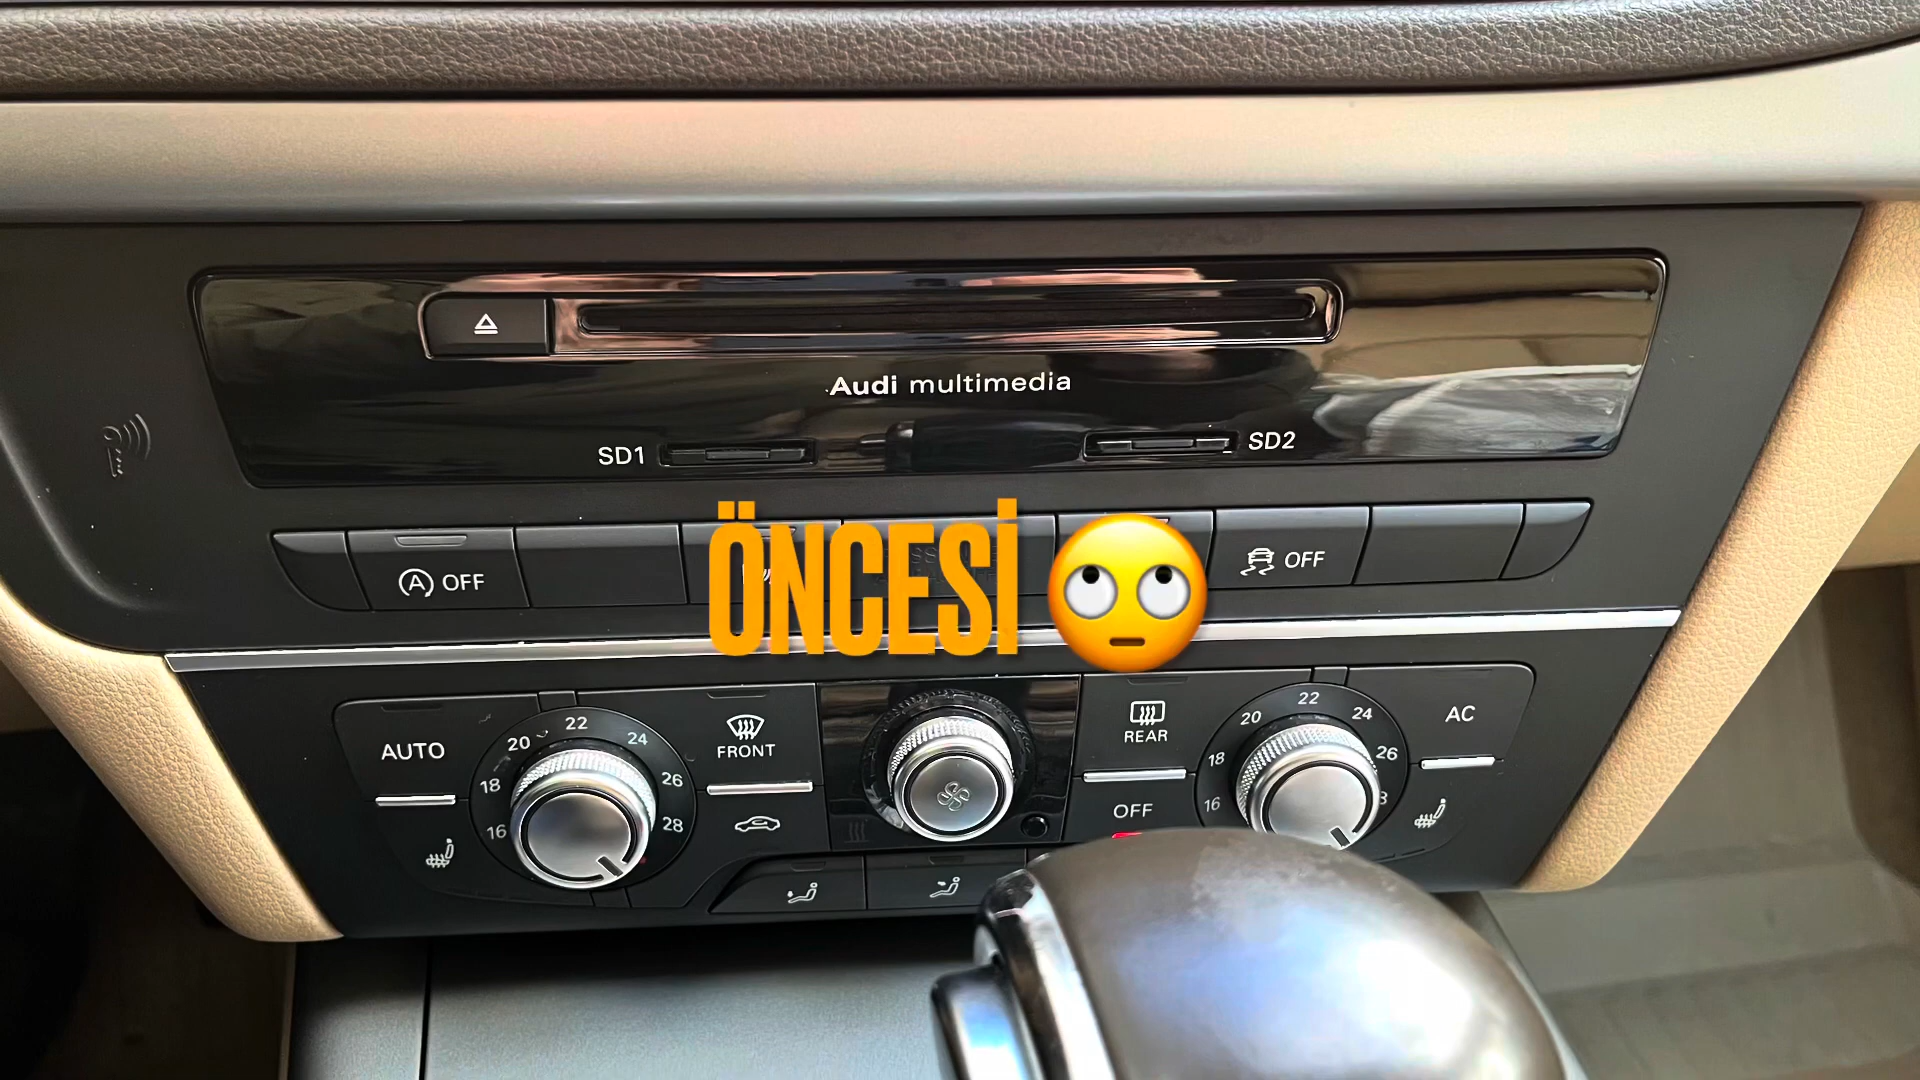 Audi multimedia
SD1
SD2
OFF
ÖNCESİ 🙄
OFF
AUTO
16 18 20 22 24 26 28
FRONT
REAR
OFF
16 18 20 22 24 26
AC